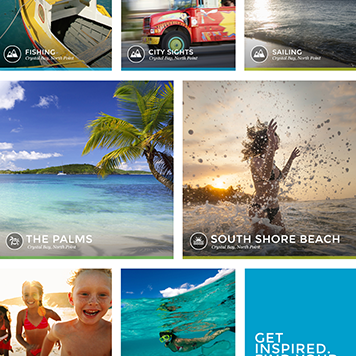 FISHING
Crystal Bay, North Point
CITY SIGHTS
Crystal Bay, North Point
SAILING
Crystal Bay, North Point
THE PALMS
Crystal Bay, North Point
SOUTH SHORE BEACH
Crystal Bay, North Point
GET
INSPIRED.